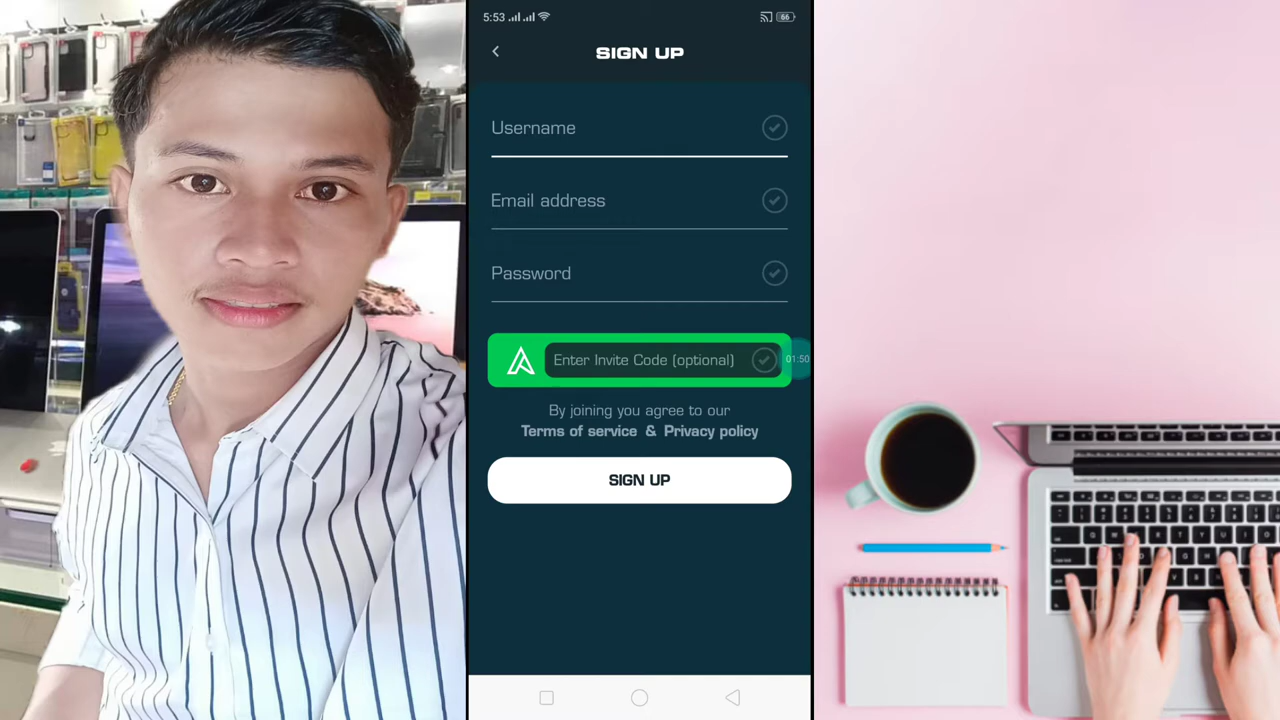 5:53
66
SIGN UP
Username
Email address
Password
Enter Invite Code (optional)
01:50
By joining you agree to our
Terms of service & Privacy policy
SIGN UP